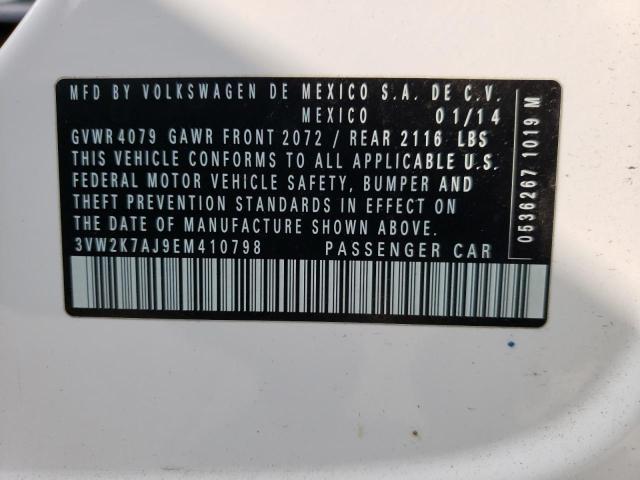 MFD BY VOLKSWAGEN DE MEXICO S.A. DE C.V.
MEXICO 01/14
GVWR 4079 GAWR FRONT 2072 / REAR 2116 LBS
THIS VEHICLE CONFORMS TO ALL APPLICABLE U.S.
FEDERAL MOTOR VEHICLE SAFETY, BUMPER AND
THEFT PREVENTION STANDARDS IN EFFECT ON
THE DATE OF MANUFACTURE SHOWN ABOVE.
3VW2K7AJ9EM410798 PASSENGER CAR
0536267 1019 M